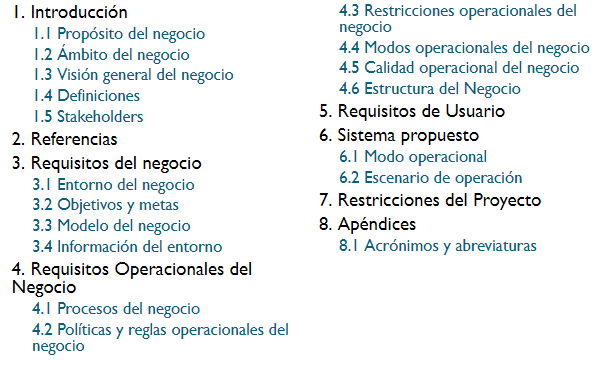 1. Introducción
1.1 Propósito del negocio
1.2 Ámbito del negocio
1.3 Visión general del negocio
1.4 Definiciones
1.5 Stakeholders
2. Referencias
3. Requisitos del negocio
3.1 Entorno del negocio
3.2 Objetivos y metas
3.3 Modelo del negocio
3.4 Información del entorno
4. Requisitos Operacionales del
Negocio
4.1 Procesos del negocio
4.2 Políticas y reglas operacionales del
negocio
4.3 Restricciones operacionales del
negocio
4.4 Modos operacionales del negocio
4.5 Calidad operacional del negocio
4.6 Estructura del Negocio
5. Requisitos de Usuario
6. Sistema propuesto
6.1 Modo operacional
6.2 Escenario de operación
7. Restricciones del Proyecto
8. Apéndices
8.1 Acrónimos y abreviaturas